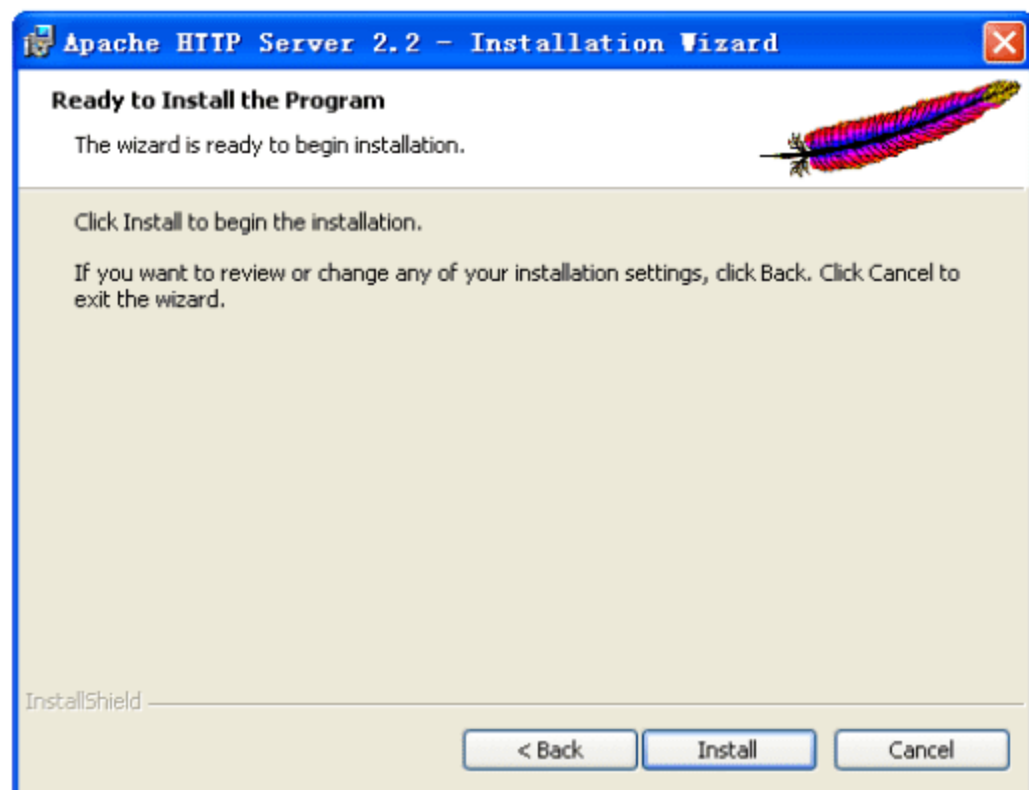 Apache HTTP Server 2.2 - Installation Wizard
Ready to Install the Program
The wizard is ready to begin installation.
Click Install to begin the installation.
If you want to review or change any of your installation settings, click Back. Click Cancel to
exit the wizard.
InstallShield
< Back Install Cancel